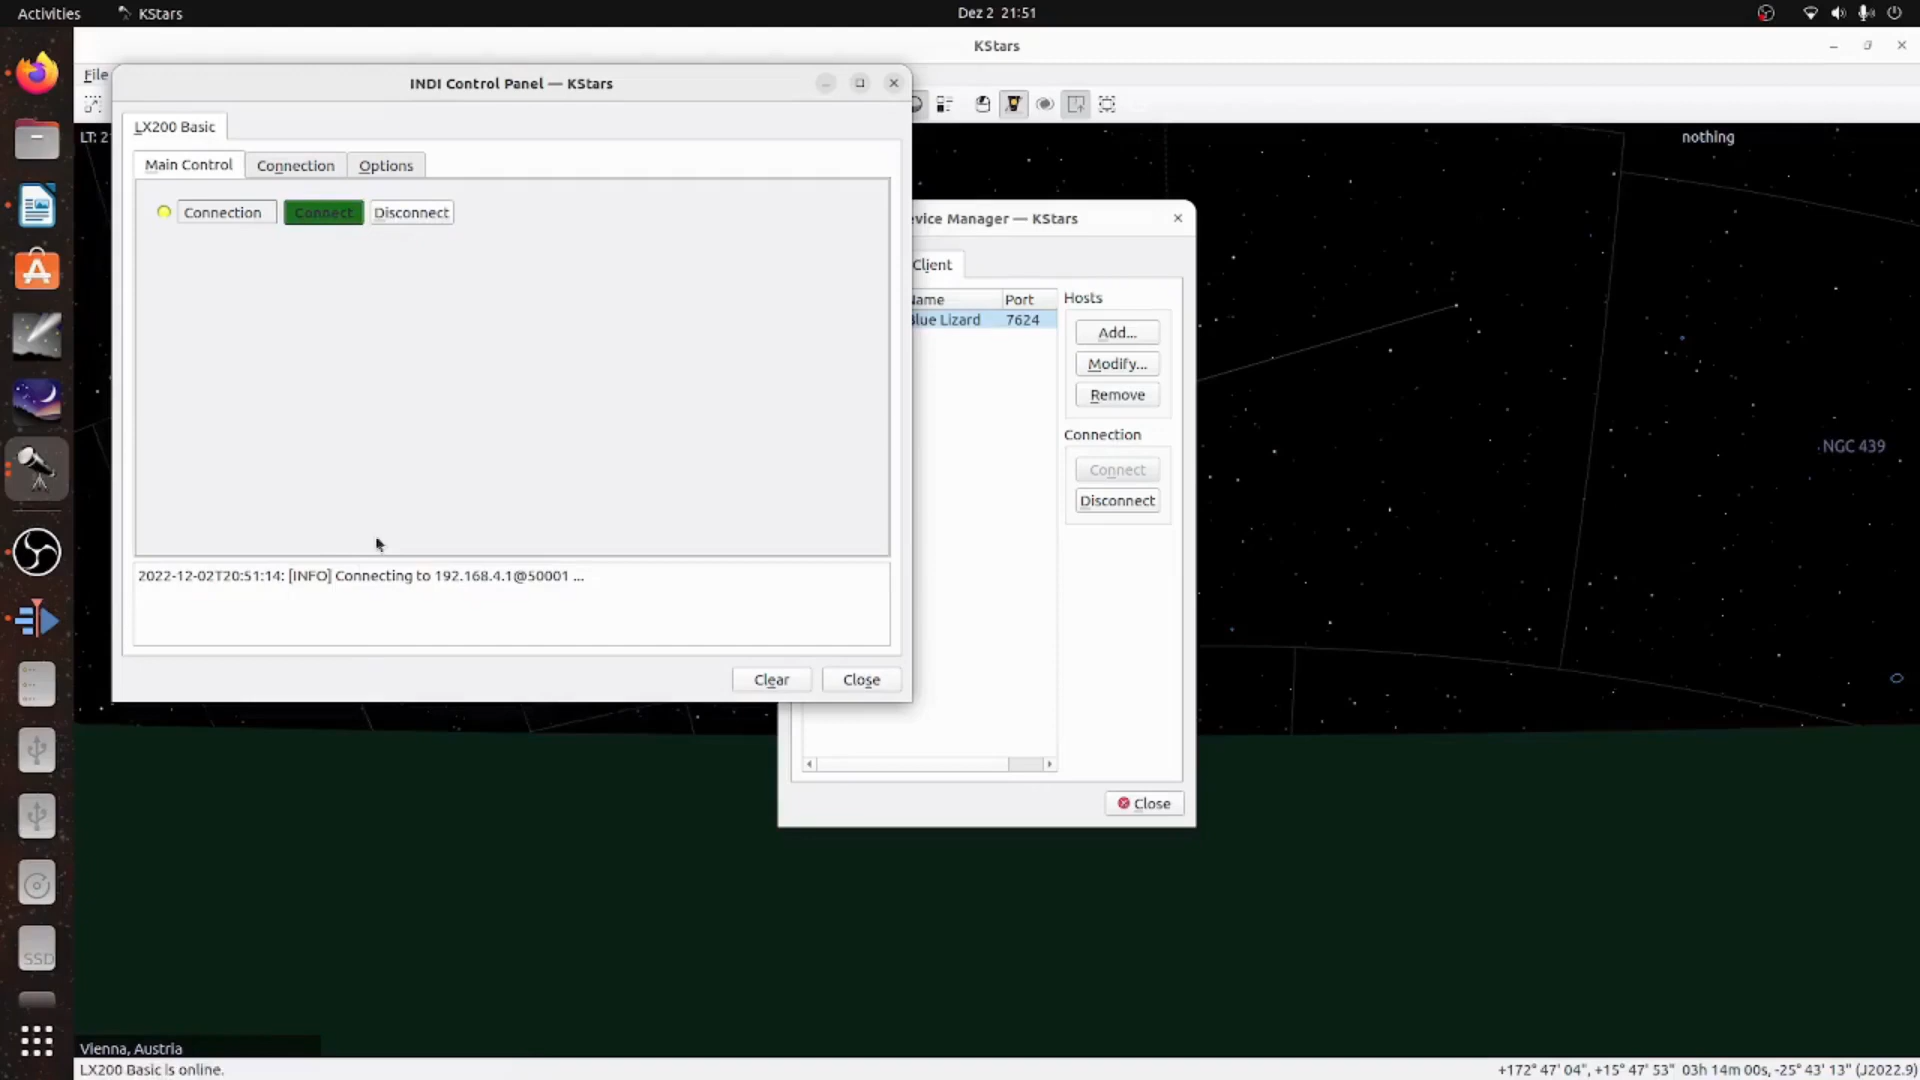 Activities
KStars
Dez 2 21:51
KStars
File
INDI Control Panel — KStars
LX200 Basic
LT: 2
nothing
Main Control
Connection
Options
Connection
Connect
Disconnect
evice Manager — KStars
Client
Name
Port
Hosts
Blue Lizard
7624
Add...
Modify...
Remove
Connection
Connect
Disconnect
NGC 439
2022-12-02T20:51:14: [INFO] Connecting to 192.168.4.1@50001 ...
Clear
Close
Close
SSD
Vienna, Austria
LX200 Basic is online.
+172° 47' 04", +15° 47' 53" 03h 14m 00s, -25° 43' 13" (J2022.9)